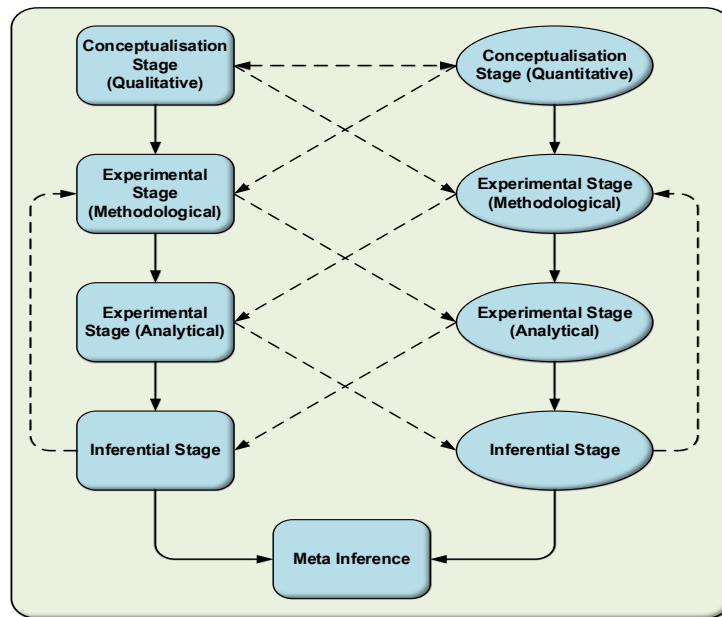 Conceptualisation
Stage
(Qualitative)
Conceptualisation
Stage (Quantitative)
Experimental
Stage
(Methodological)
Experimental Stage
(Methodological)
Experimental
Stage (Analytical)
Experimental Stage
(Analytical)
Inferential Stage
Inferential Stage
Meta Inference